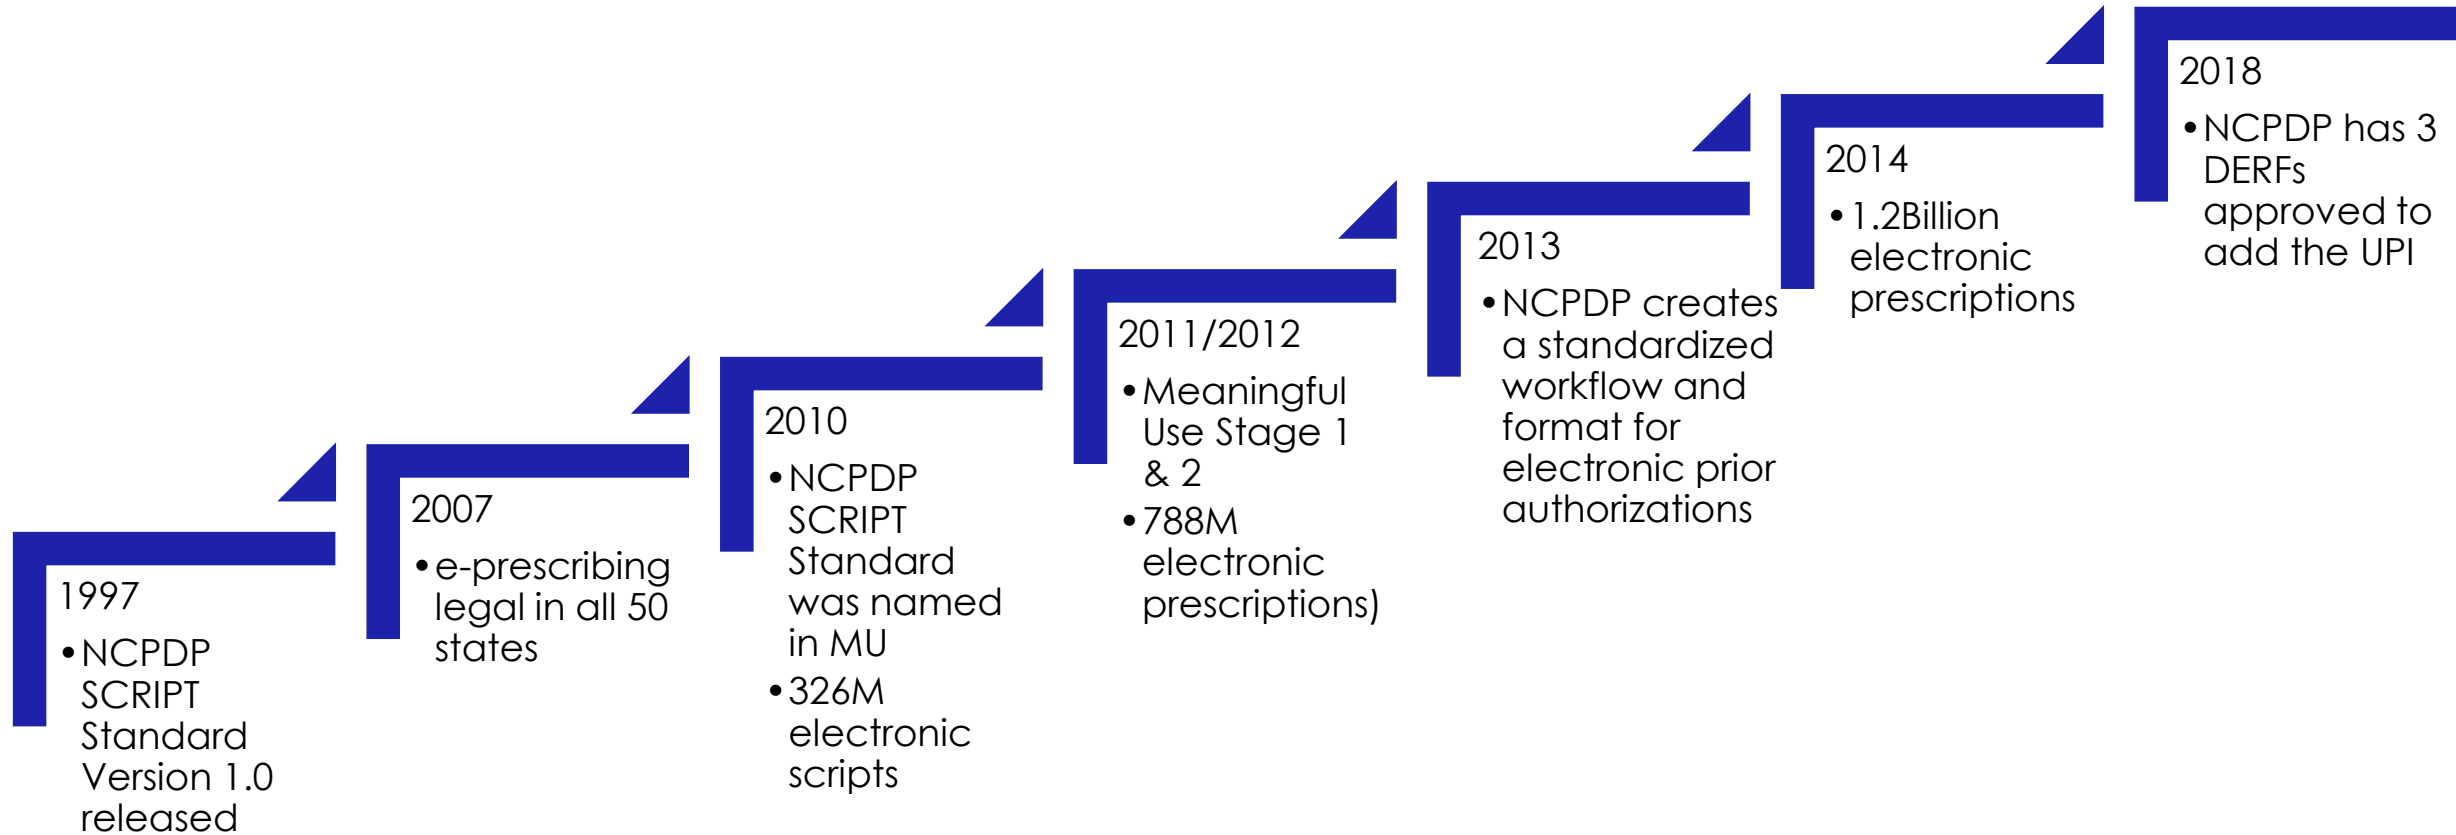 1997
•NCPDP
SCRIPT
Standard
Version 1.0
released
2007
•e-prescribing
legal in all 50
states
2010
•NCPDP
SCRIPT
Standard
was named
in MU
•326M
electronic
scripts
2011/2012
•Meaningful
Use Stage 1
& 2
•788M
electronic
prescriptions)
2013
•NCPDP creates
a standardized
workflow and
format for
electronic prior
authorizations
2014
•1.2Billion
electronic
prescriptions
2018
•NCPDP has 3
DERFs
approved to
add the UPI